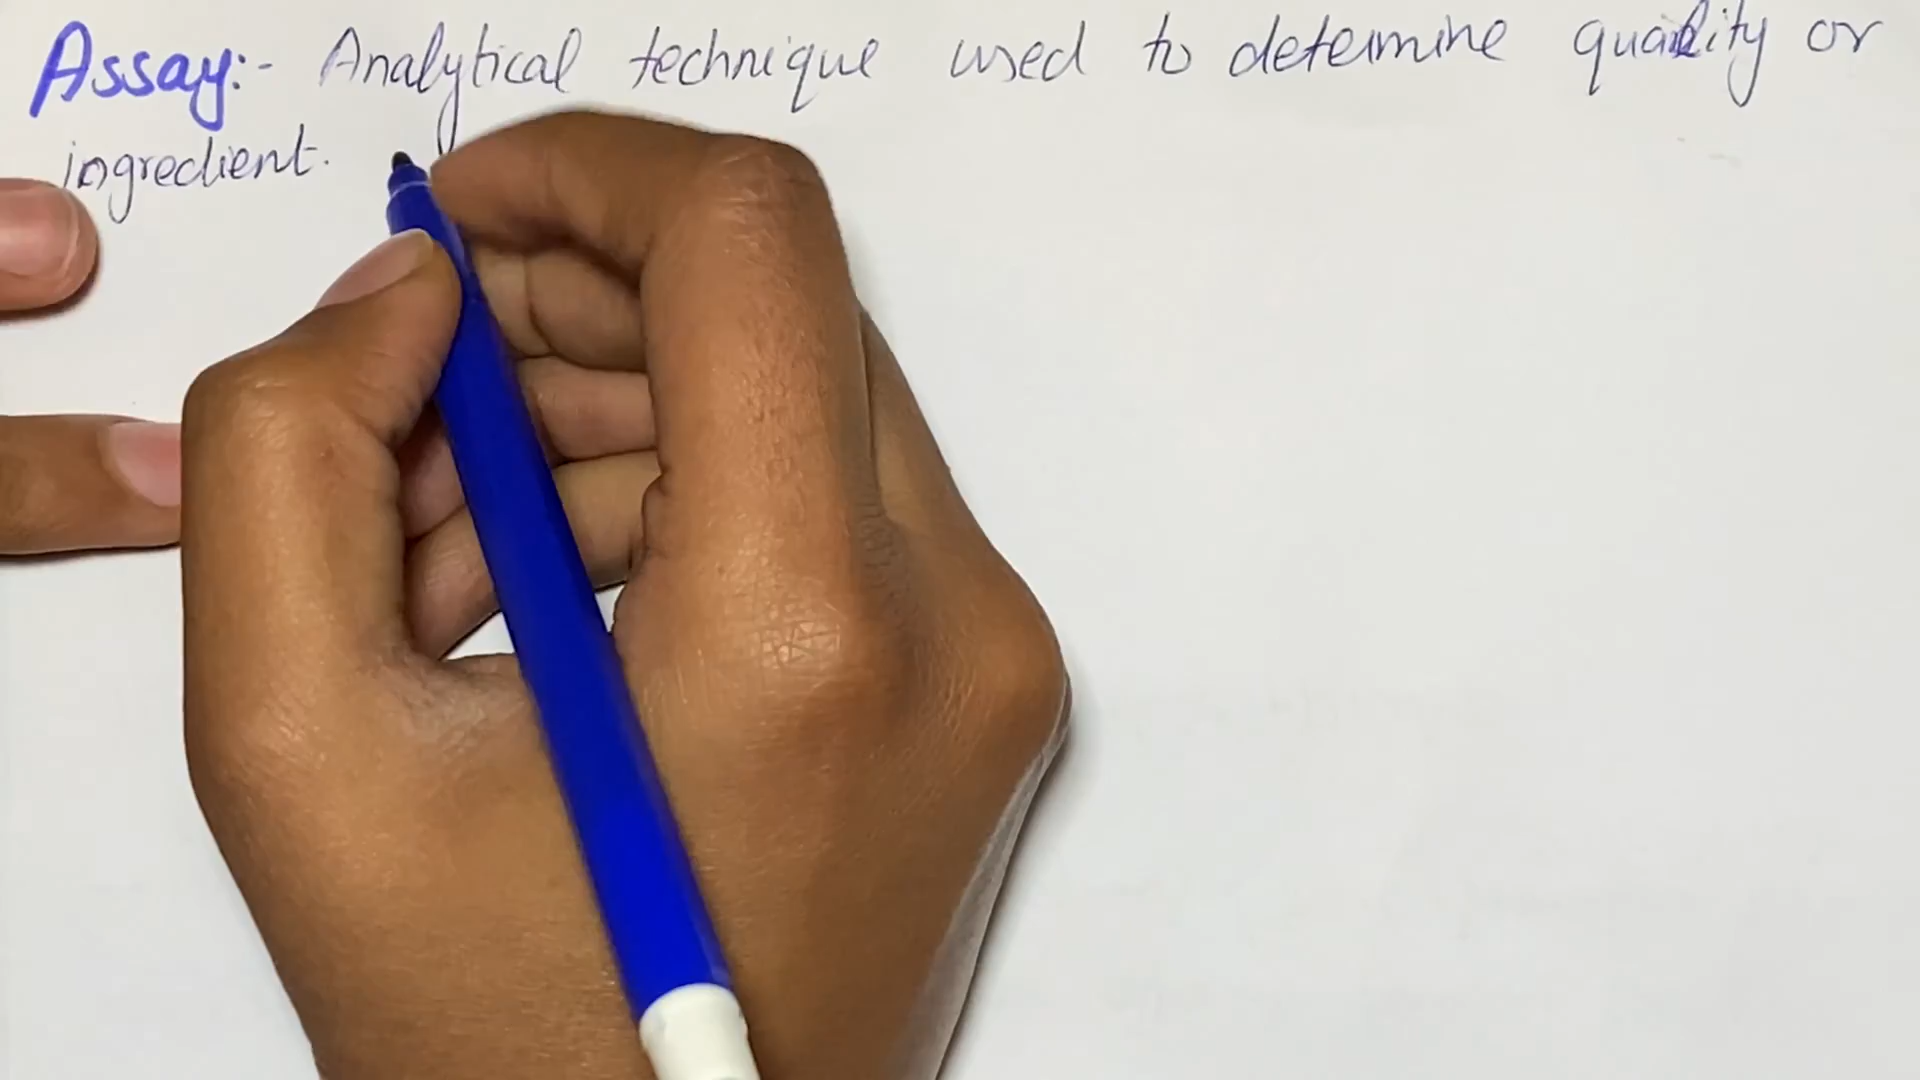 Assay:- Analytical technique used to determine quality or
ingredient.